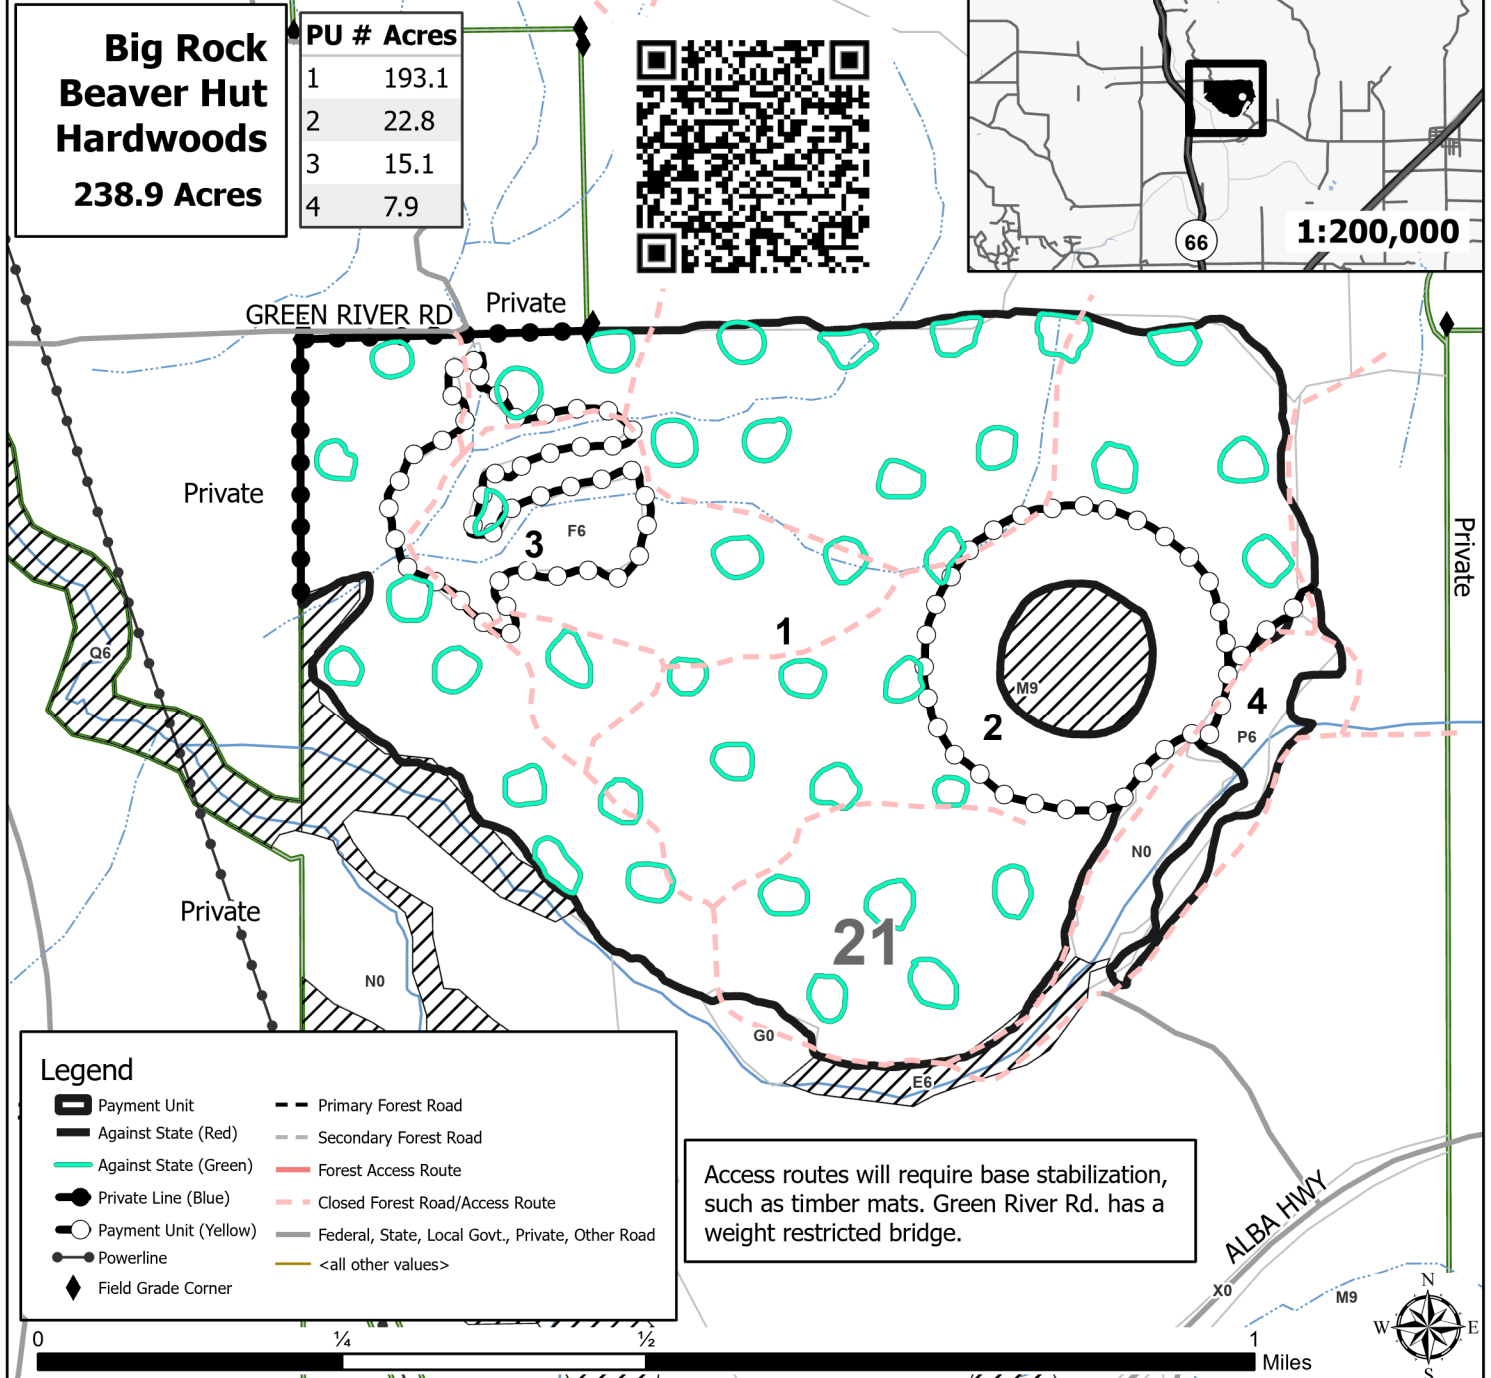 Big Rock
Beaver Hut
Hardwoods
238.9 Acres
PU # Acres
1 193.1
2 22.8
3 15.1
4 7.9
66
1:200,000
GREEN RIVER RD
Private
Private
Private
Private
F6
3
1
2
4
M9
P6
Q6
N0
N0
21
G0
E6
Legend
Payment Unit
Against State (Red)
Against State (Green)
Private Line (Blue)
Payment Unit (Yellow)
Powerline
Field Grade Corner
Primary Forest Road
Secondary Forest Road
Forest Access Route
Closed Forest Road/Access Route
Federal, State, Local Govt., Private, Other Road
<all other values>
Access routes will require base stabilization,
such as timber mats. Green River Rd. has a
weight restricted bridge.
ALBA HWY
X0
M9
N
W E
S
0 ¼ ½ 1 Miles